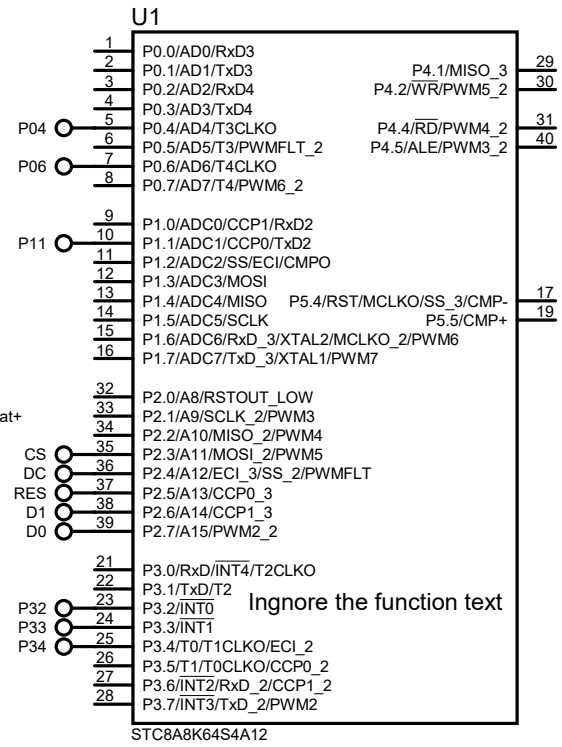 U1
1 P0.0/AD0/RxD3
2 P0.1/AD1/TxD3 P4.1/MISO_3 29
3 P0.2/AD2/RxD4 P4.2/WR/PWM5_2 30
4 P0.3/AD3/TxD4
P04 5 P0.4/AD4/T3CLKO P4.4/RD/PWM4_2 31
6 P0.5/AD5/T3/PWMFLT_2 P4.5/ALE/PWM3_2 40
P06 7 P0.6/AD6/T4CLKO
8 P0.7/AD7/T4/PWM6_2
9 P1.0/ADC0/CCP1/RxD2
P11 10 P1.1/ADC1/CCP0/TxD2
11 P1.2/ADC2/SS/ECI/CMPO
12 P1.3/ADC3/MOSI
13 P1.4/ADC4/MISO P5.4/RST/MCLKO/SS_3/CMP- 17
14 P1.5/ADC5/SCLK P5.5/CMP+ 19
15 P1.6/ADC6/RxD_3/XTAL2/MCLKO_2/PWM6
16 P1.7/ADC7/TxD_3/XTAL1/PWM7
32 P2.0/A8/RSTOUT_LOW
at+ 33 P2.1/A9/SCLK_2/PWM3
34 P2.2/A10/MISO_2/PWM4
CS 35 P2.3/A11/MOSI_2/PWM5
DC 36 P2.4/A12/ECI_3/SS_2/PWMFLT
RES 37 P2.5/A13/CCP0_3
D1 38 P2.6/A14/CCP1_3
D0 39 P2.7/A15/PWM2_2
21 P3.0/RxD/INT4/T2CLKO
22 P3.1/TxD/T2
P32 23 P3.2/INT0 Ingnore the function text
P33 24 P3.3/INT1
P34 25 P3.4/T0/T1CLKO/ECI_2
26 P3.5/T1/T0CLKO/CCP0_2
27 P3.6/INT2/RxD_2/CCP1_2
28 P3.7/INT3/TxD_2/PWM2
STC8A8K64S4A12